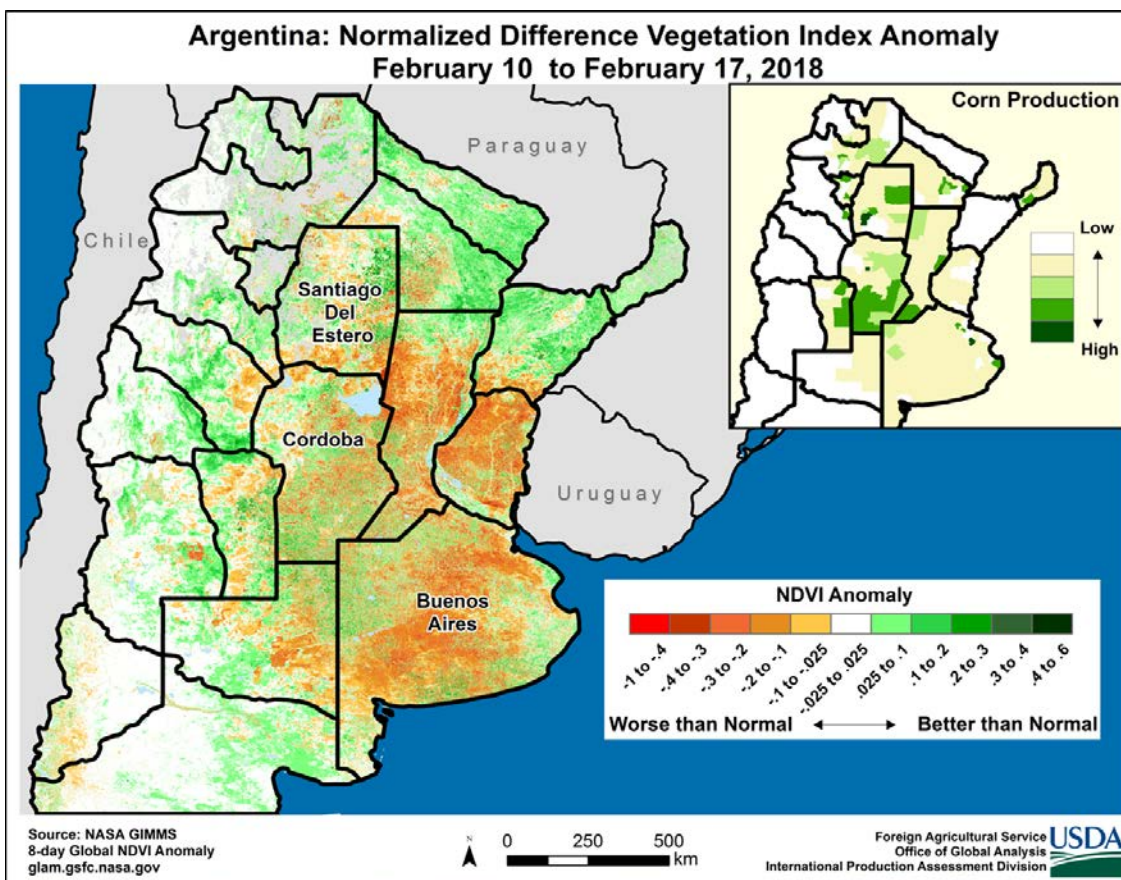 Argentina: Normalized Difference Vegetation Index Anomaly
February 10 to February 17, 2018
Corn Production
Low
High
Paraguay
Chile
Santiago
Del
Estero
Cordoba
Uruguay
Buenos
Aires
NDVI Anomaly
-1 to -.4
-.4 to -.3
-.3 to -.2
-.2 to -.1
-.1 to -.025
-.025 to .025
.025 to .1
.1 to .2
.2 to .3
.3 to .4
.4 to .6
Worse than Normal
Better than Normal
Source: NASA GIMMS
8-day Global NDVI Anomaly
glam.gsfc.nasa.gov
N
0 250 500
km
Foreign Agricultural Service
Office of Global Analysis
International Production Assessment Division
USDA